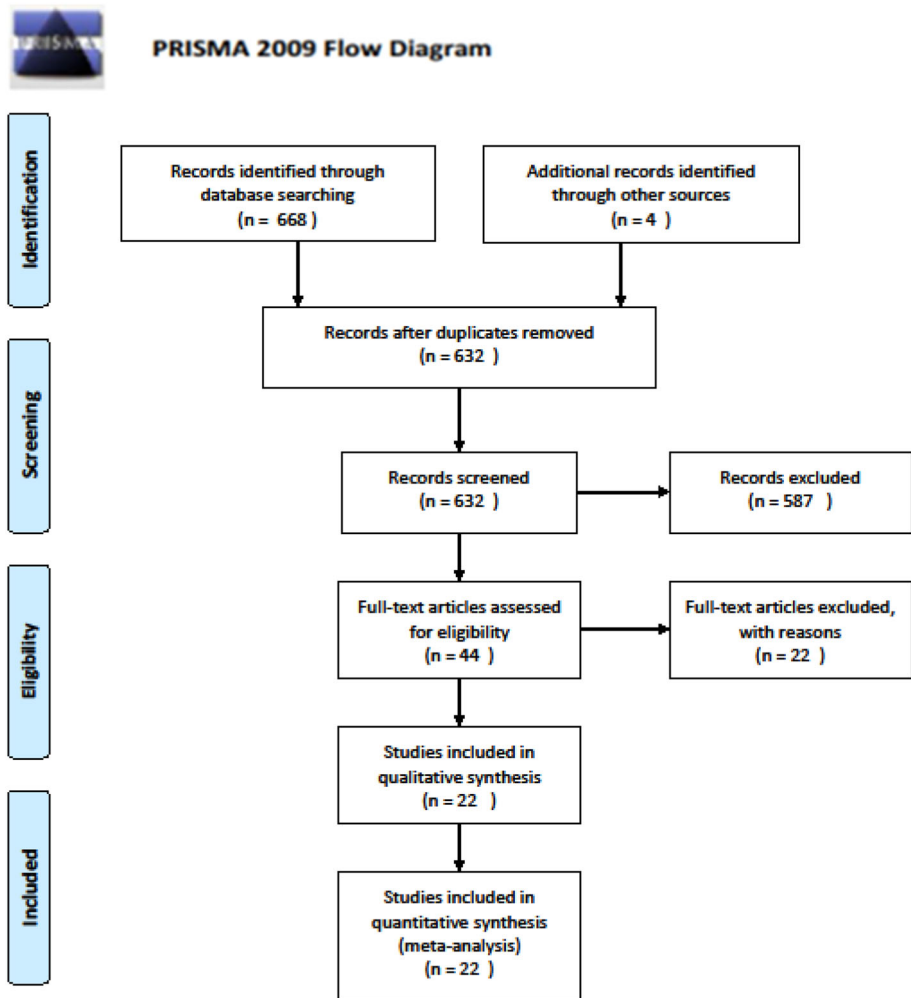 PRISMA
PRISMA 2009 Flow Diagram
Identification
Records identified through
database searching
(n = 668 )
Additional records identified
through other sources
(n = 4 )
Records after duplicates removed
(n = 632 )
Screening
Records screened
(n = 632 )
Records excluded
(n = 587 )
Eligibility
Full-text articles assessed
for eligibility
(n = 44 )
Full-text articles excluded,
with reasons
(n = 22 )
Studies included in
qualitative synthesis
(n = 22 )
Included
Studies included in
quantitative synthesis
(meta-analysis)
(n = 22 )